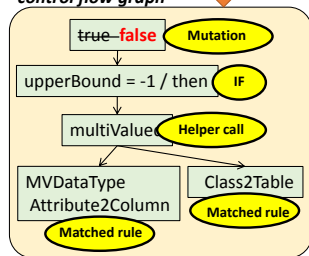 control flow graph
true false
Mutation
upperBound = -1 / then
IF
multiValued
Helper call
MVDataType
Attribute2Column
Matched rule
Class2Table
Matched rule